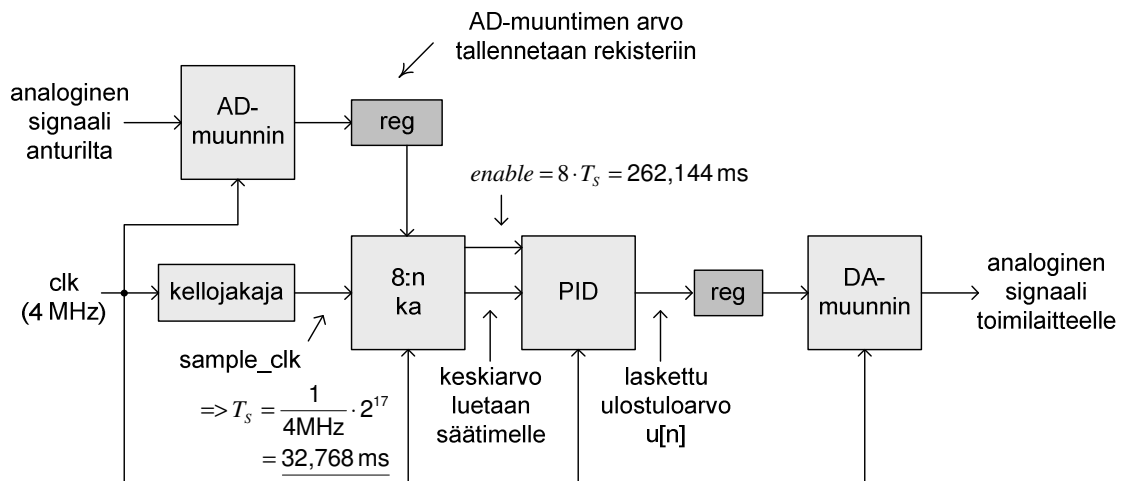 AD-muuntimen arvo
tallennetaan rekisteriin
analoginen
signaali
anturilta
AD-
muunnin
reg
enable = 8 · T_S = 262,144 ms
clk
(4 MHz)
kellojakaja
8:n
ka
PID
reg
DA-
muunnin
analoginen
signaali
toimilaitteelle
sample_clk
=> T_S = 1/4MHz · 2^17
= 32,768 ms
keskiarvo
luetaan
säätimelle
laskettu
ulostuloarvo
u[n]